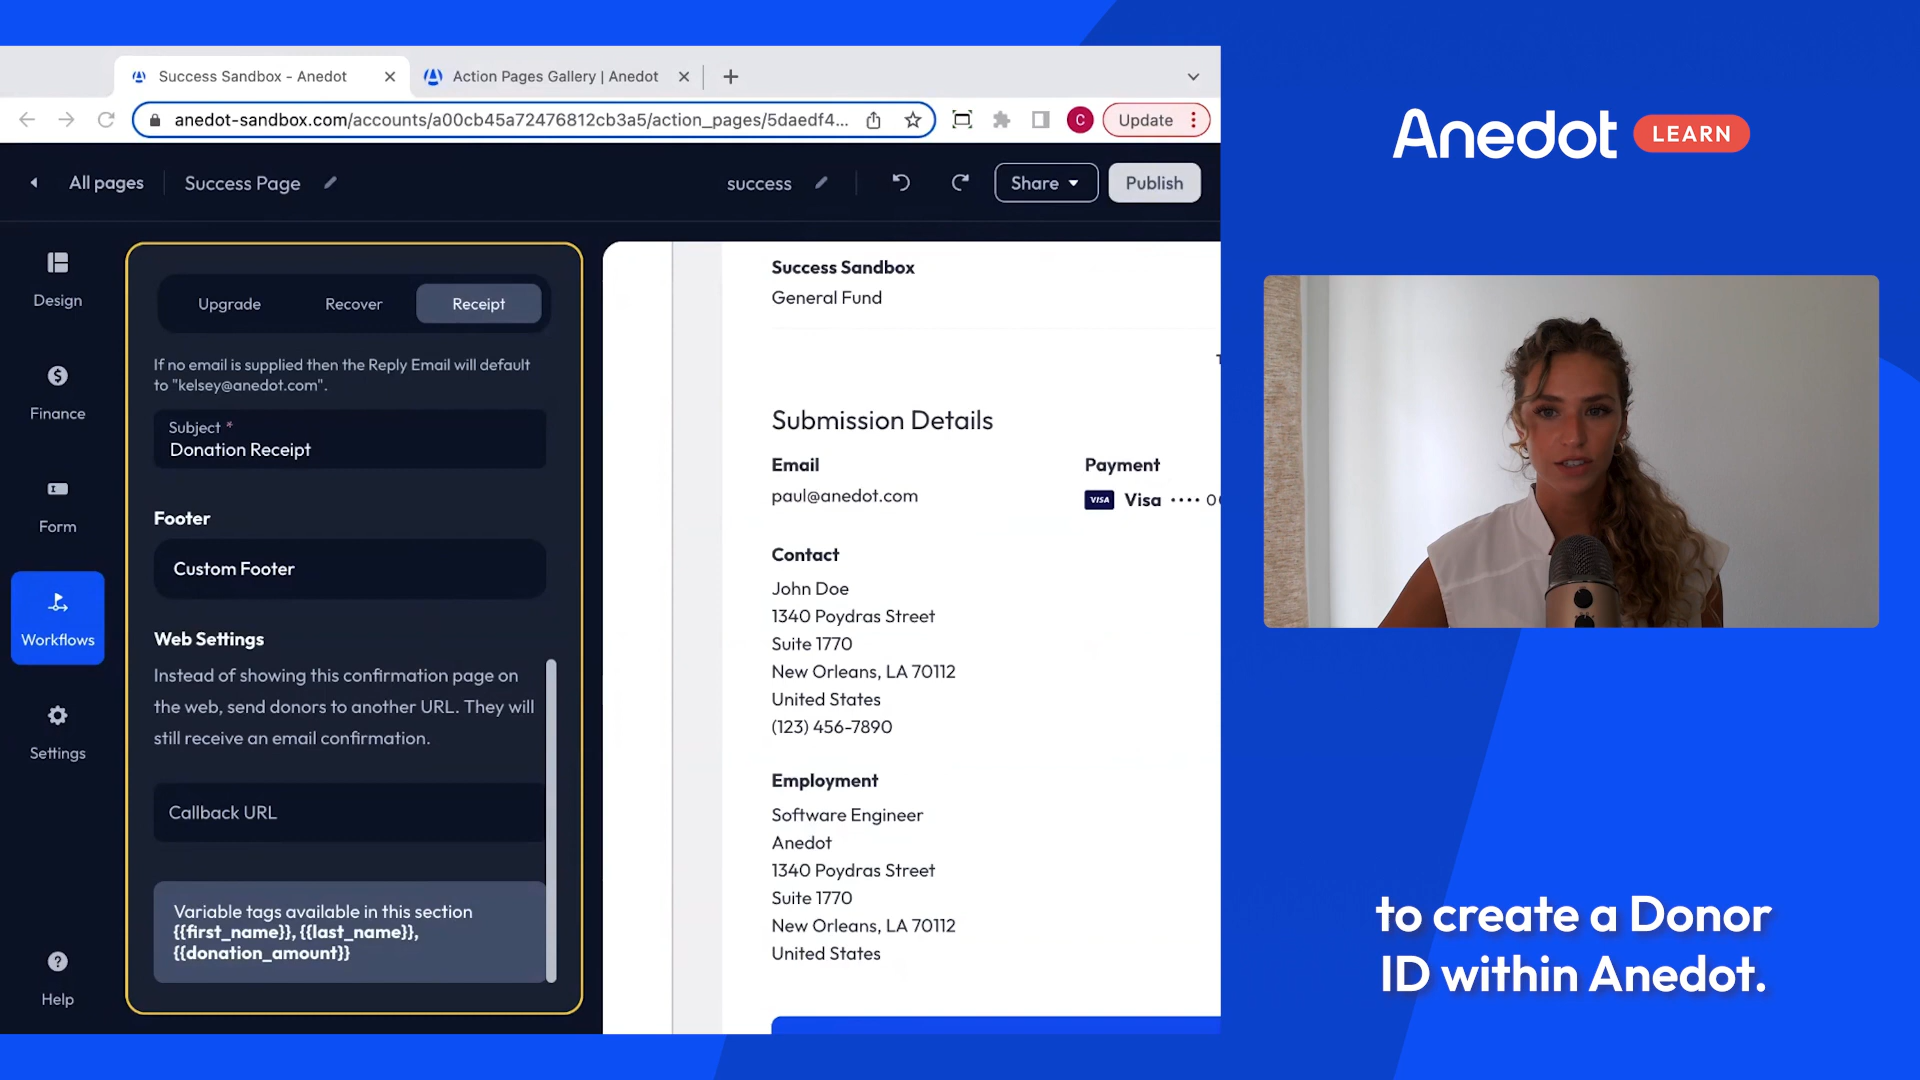 Success Sandbox - Anedot
Action Pages Gallery | Anedot
anedot-sandbox.com/accounts/a00cb45a72476812cb3a5/action_pages/5daedf4...
C
Update
All pages
Success Page
success
Share
Publish
Design
Finance
Form
Workflows
Settings
Help
Upgrade
Recover
Receipt
If no email is supplied then the Reply Email will default
to "kelsey@anedot.com".
Subject *
Donation Receipt
Footer
Custom Footer
Web Settings
Instead of showing this confirmation page on
the web, send donors to another URL. They will
still receive an email confirmation.
Callback URL
Variable tags available in this section
{{first_name}}, {{last_name}},
{{donation_amount}}
Success Sandbox
General Fund
Submission Details
Email
paul@anedot.com
Payment
VISA Visa ····
Contact
John Doe
1340 Poydras Street
Suite 1770
New Orleans, LA 70112
United States
(123) 456-7890
Employment
Software Engineer
Anedot
1340 Poydras Street
Suite 1770
New Orleans, LA 70112
United States
Anedot LEARN
to create a Donor
ID within Anedot.